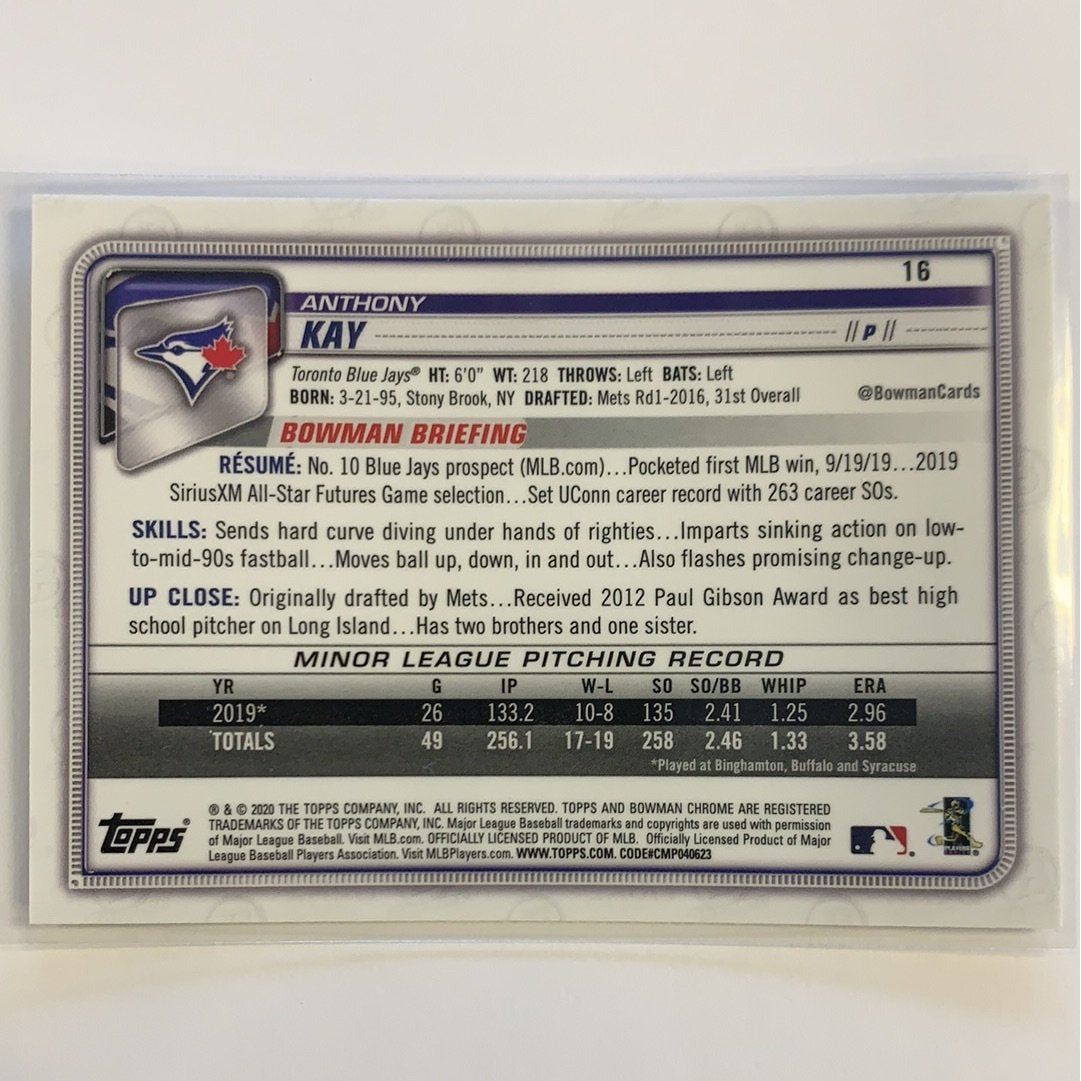 16
ANTHONY
KAY // P //
Toronto Blue Jays® HT: 6'0" WT: 218 THROWS: Left BATS: Left
BORN: 3-21-95, Stony Brook, NY DRAFTED: Mets Rd1-2016, 31st Overall @BowmanCards
BOWMAN BRIEFING
RÉSUMÉ: No. 10 Blue Jays prospect (MLB.com)...Pocketed first MLB win, 9/19/19...2019
SiriusXM All-Star Futures Game selection...Set UConn career record with 263 career SOs.
SKILLS: Sends hard curve diving under hands of righties...Imparts sinking action on low-
to-mid-90s fastball...Moves ball up, down, in and out...Also flashes promising change-up.
UP CLOSE: Originally drafted by Mets...Received 2012 Paul Gibson Award as best high
school pitcher on Long Island...Has two brothers and one sister.
MINOR LEAGUE PITCHING RECORD
YR G IP W-L SO SO/BB WHIP ERA
2019* 26 133.2 10-8 135 2.41 1.25 2.96
TOTALS 49 256.1 17-19 258 2.46 1.33 3.58
*Played at Binghamton, Buffalo and Syracuse
TOPPS®
® & © 2020 THE TOPPS COMPANY, INC. ALL RIGHTS RESERVED. TOPPS AND BOWMAN CHROME ARE REGISTERED
TRADEMARKS OF THE TOPPS COMPANY, INC. Major League Baseball trademarks and copyrights are used with permission
of Major League Baseball. Visit MLB.com. OFFICIALLY LICENSED PRODUCT OF MLB. Officially Licensed Product of Major
League Baseball Players Association. Visit MLBPlayers.com. WWW.TOPPS.COM. CODE#CMP040623